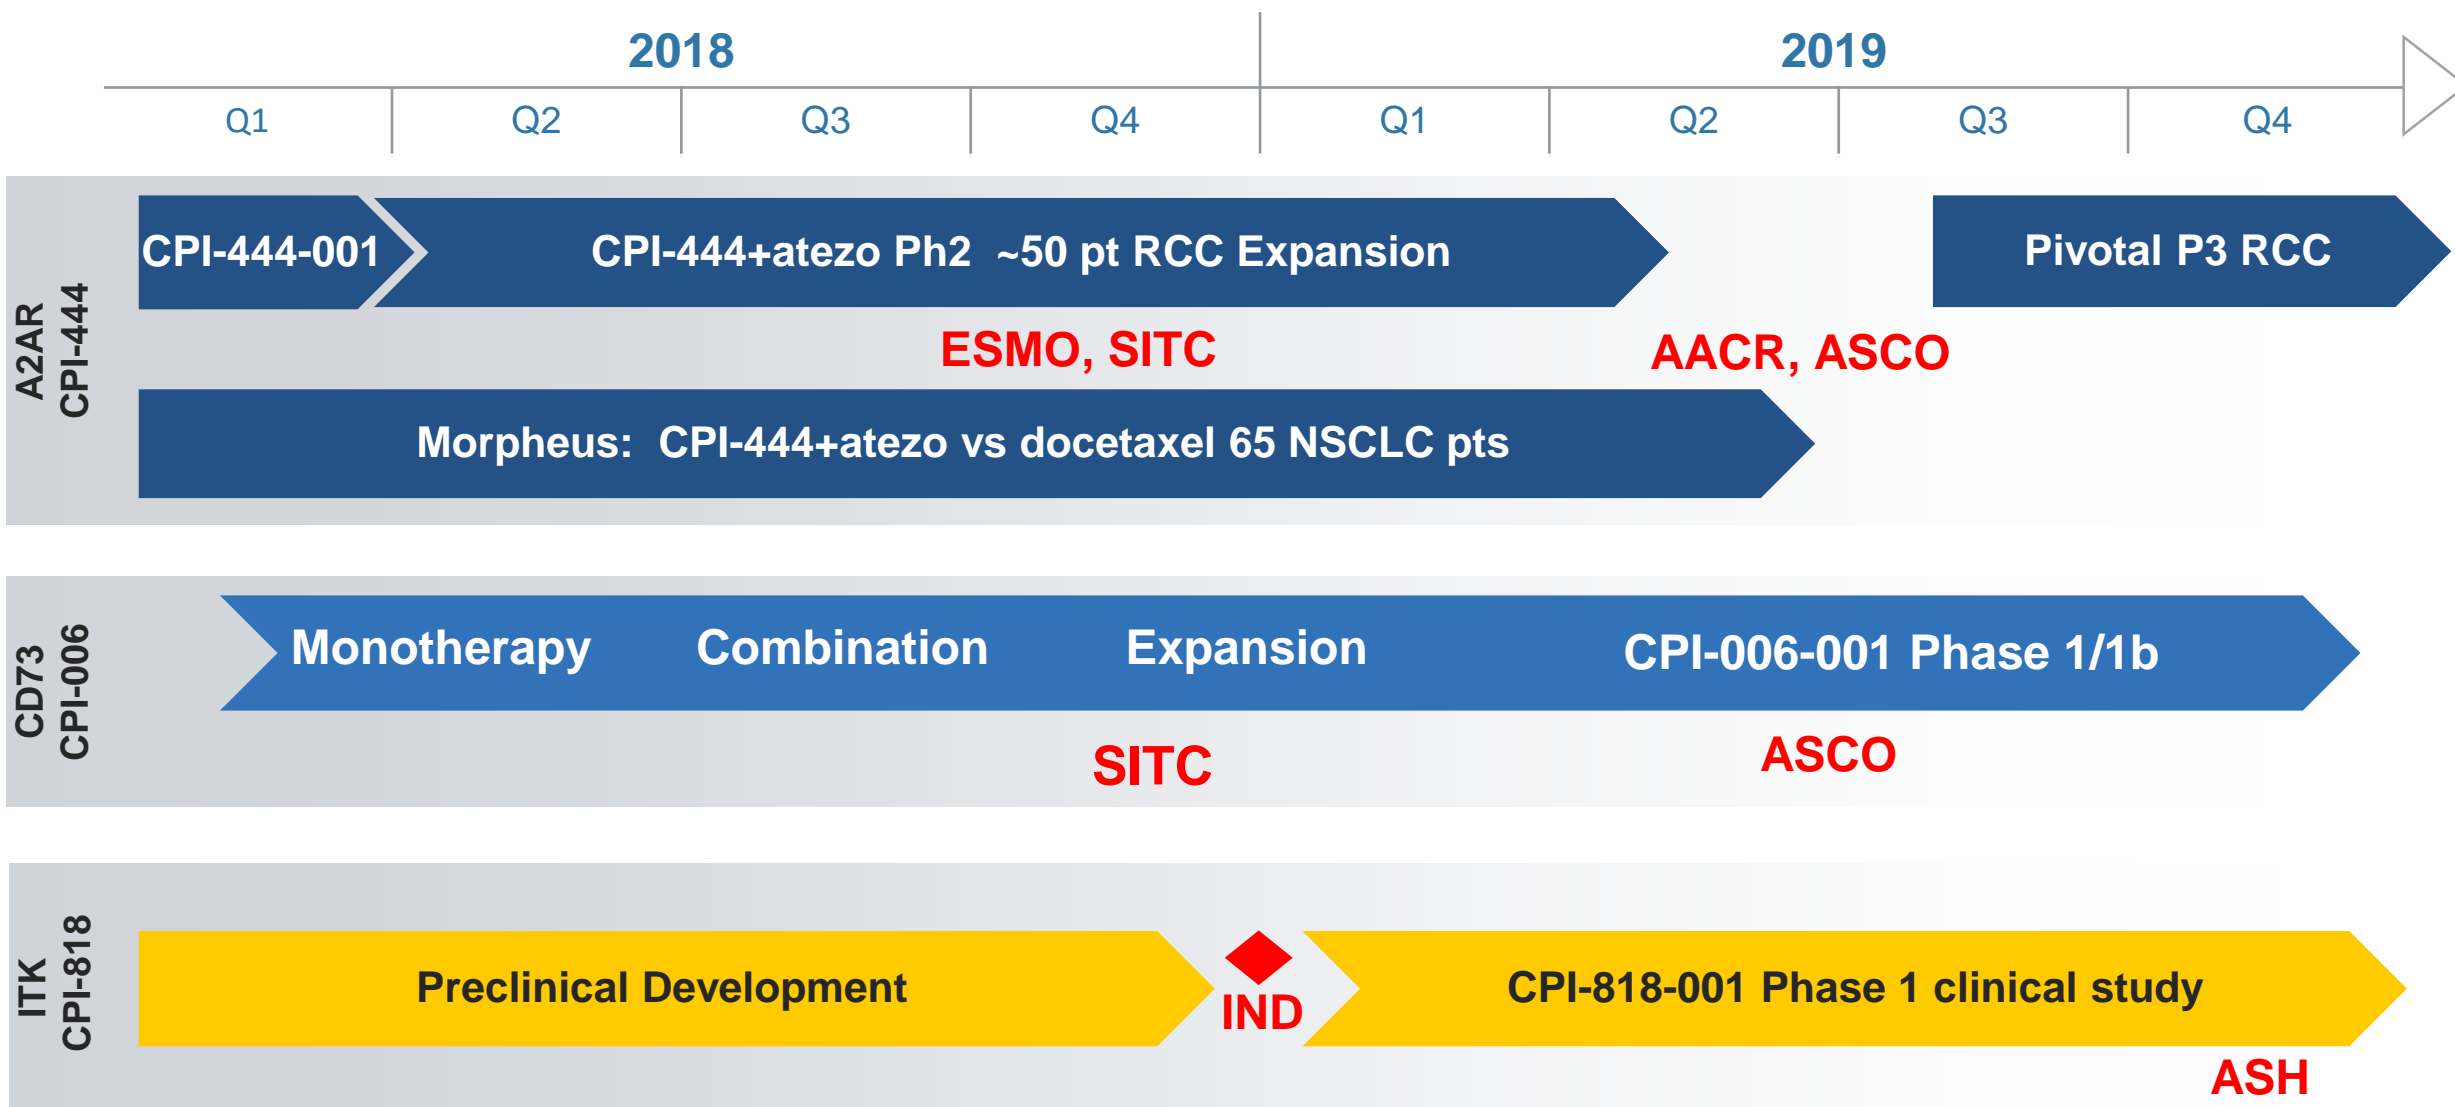 2018
2019
Q1
Q2
Q3
Q4
Q1
Q2
Q3
Q4
A2AR
CPI-444
CPI-444-001
CPI-444+atezo Ph2 ~50 pt RCC Expansion
Pivotal P3 RCC
ESMO, SITC
AACR, ASCO
Morpheus: CPI-444+atezo vs docetaxel 65 NSCLC pts
CD73
CPI-006
Monotherapy
Combination
Expansion
CPI-006-001 Phase 1/1b
SITC
ASCO
ITK
CPI-818
Preclinical Development
IND
CPI-818-001 Phase 1 clinical study
ASH